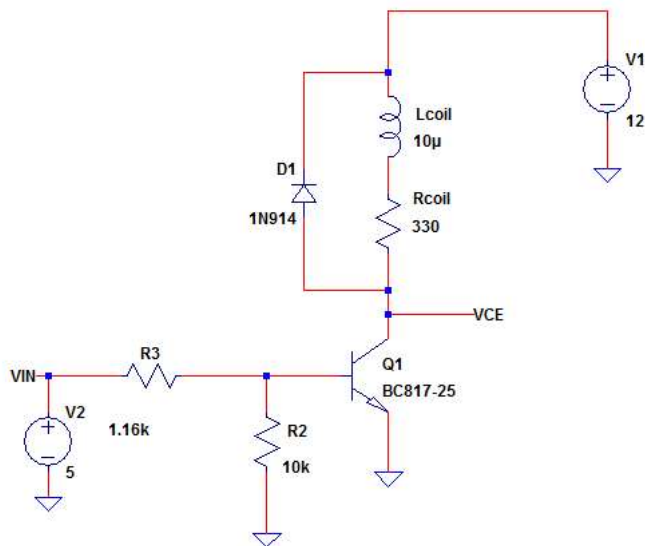 V1
12
Lcoil
10µ
D1
1N914
Rcoil
330
VCE
VIN
R3
1.16k
V2
5
R2
10k
Q1
BC817-25